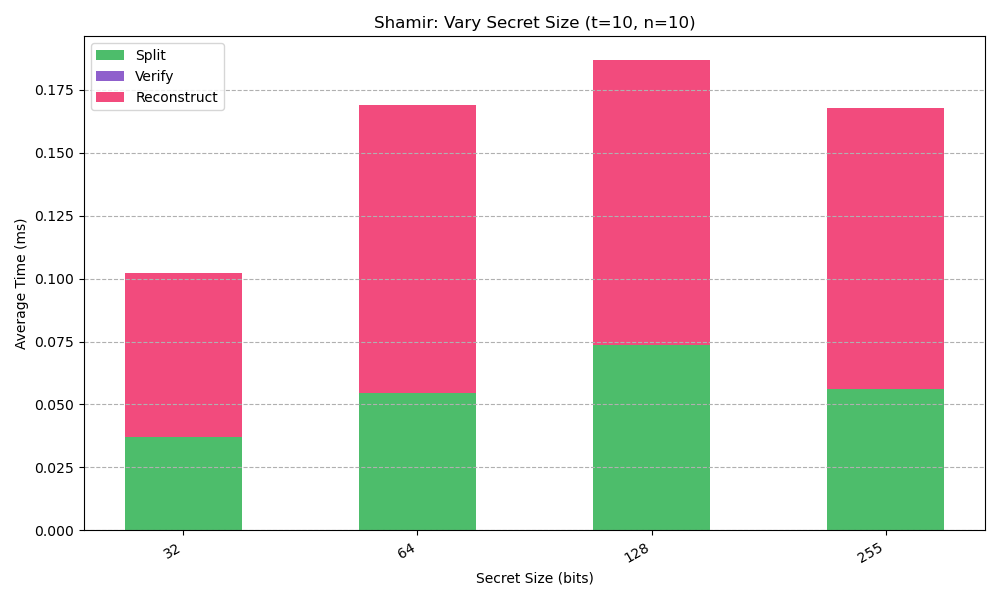 Shamir: Vary Secret Size (t=10, n=10)
Split
Verify
Reconstruct
Average Time (ms)
0.175
0.150
0.125
0.100
0.075
0.050
0.025
0.000
32
64
128
255
Secret Size (bits)